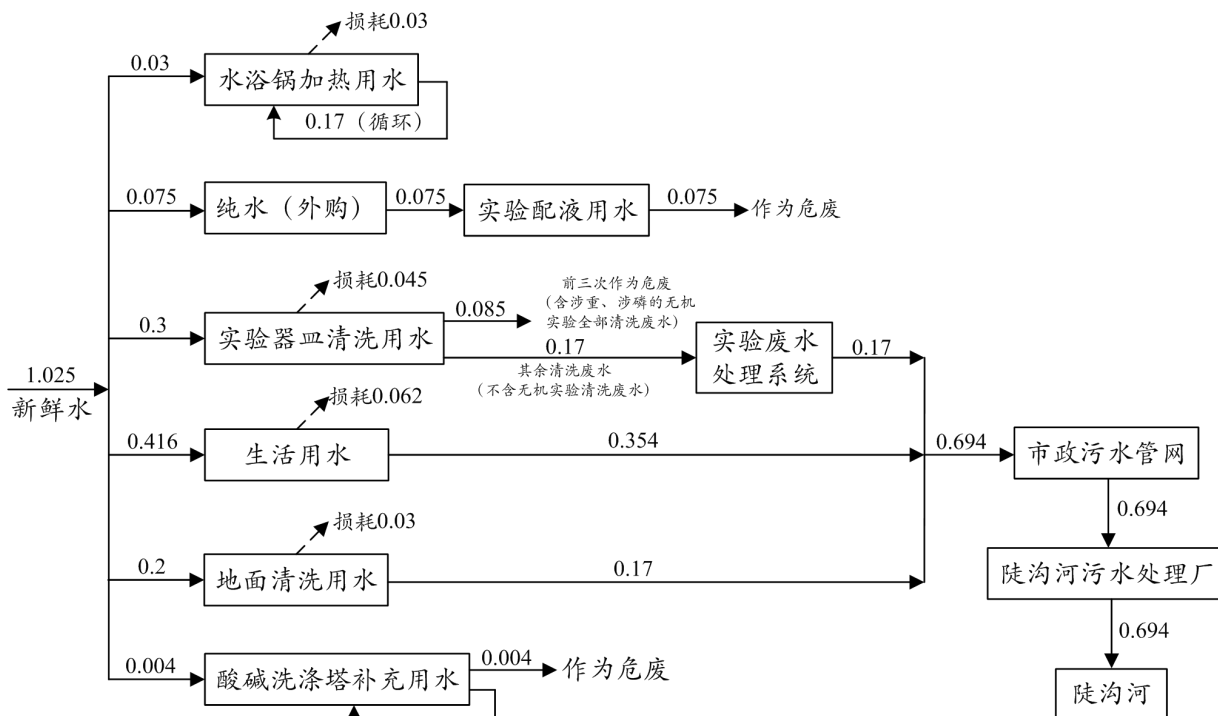 损耗0.03
0.03
水浴锅加热用水
0.17（循环）
0.075
纯水（外购）
0.075
实验配液用水
0.075
作为危废
损耗0.045
0.3
实验器皿清洗用水
0.085
前三次作为危废
（含涉重、涉磷的无机
实验全部清洗废水）
0.17
其余清洗废水
（不含无机实验清洗废水）
实验废水
处理系统
0.17
1.025
新鲜水
损耗0.062
0.416
生活用水
0.354
0.694
市政污水管网
0.694
损耗0.03
0.2
地面清洗用水
0.17
陡沟河污水处理厂
0.694
0.004
酸碱洗涤塔补充用水
0.004
作为危废
陡沟河